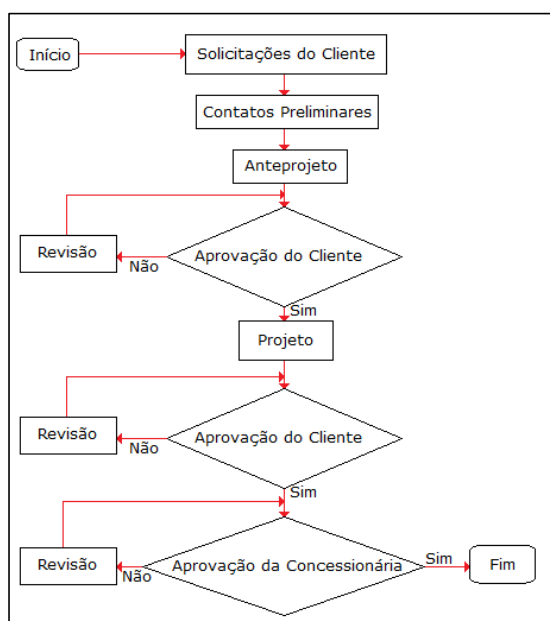 Início
Solicitações do Cliente
Contatos Preliminares
Anteprojeto
Aprovação do Cliente
Não
Revisão
Sim
Projeto
Aprovação do Cliente
Não
Revisão
Sim
Aprovação da Concessionária
Não
Revisão
Sim
Fim